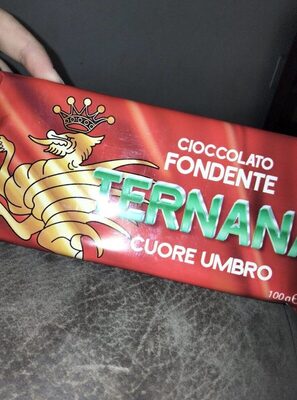 CIOCCOLATO
FONDENTE
TERNANA
CUORE UMBRO
100g℮